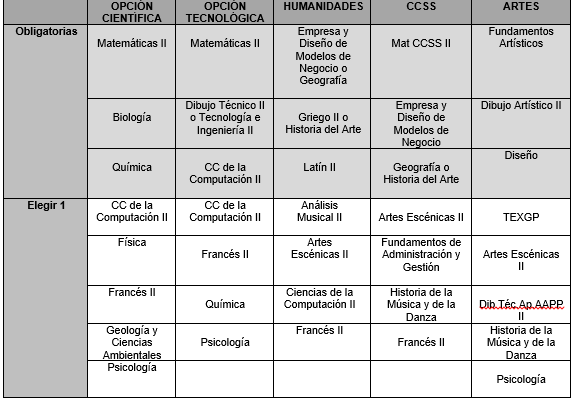 OPCIÓN CIENTÍFICA OPCIÓN TECNOLÓGICA HUMANIDADES CCSS ARTES
Obligatorias
Matemáticas II
Matemáticas II
Empresa y
Diseño de
Modelos de
Negocio o
Geografía
Mat CCSS II
Fundamentos
Artísticos
Biología
Dibujo Técnico II
o Tecnología e
Ingeniería II
Griego II o
Historia del Arte
Empresa y
Diseño de
Modelos de
Negocio
Dibujo Artístico II
Química
CC de la
Computación II
Latín II
Geografía o
Historia del Arte
Diseño
Elegir 1
CC de la
Computación II
CC de la
Computación II
Análisis
Musical II
Artes Escénicas II
TEXGP
Física
Francés II
Artes
Escénicas II
Fundamentos de
Administración y
Gestión
Artes Escénicas
II
Francés II
Química
Ciencias de la
Computación II
Historia de la
Música y de la
Danza
Dib.Téc.Ap.AAPP
II
Geología y
Ciencias
Ambientales
Psicología
Francés II
Francés II
Historia de la
Música y de la
Danza
Psicología
Psicología